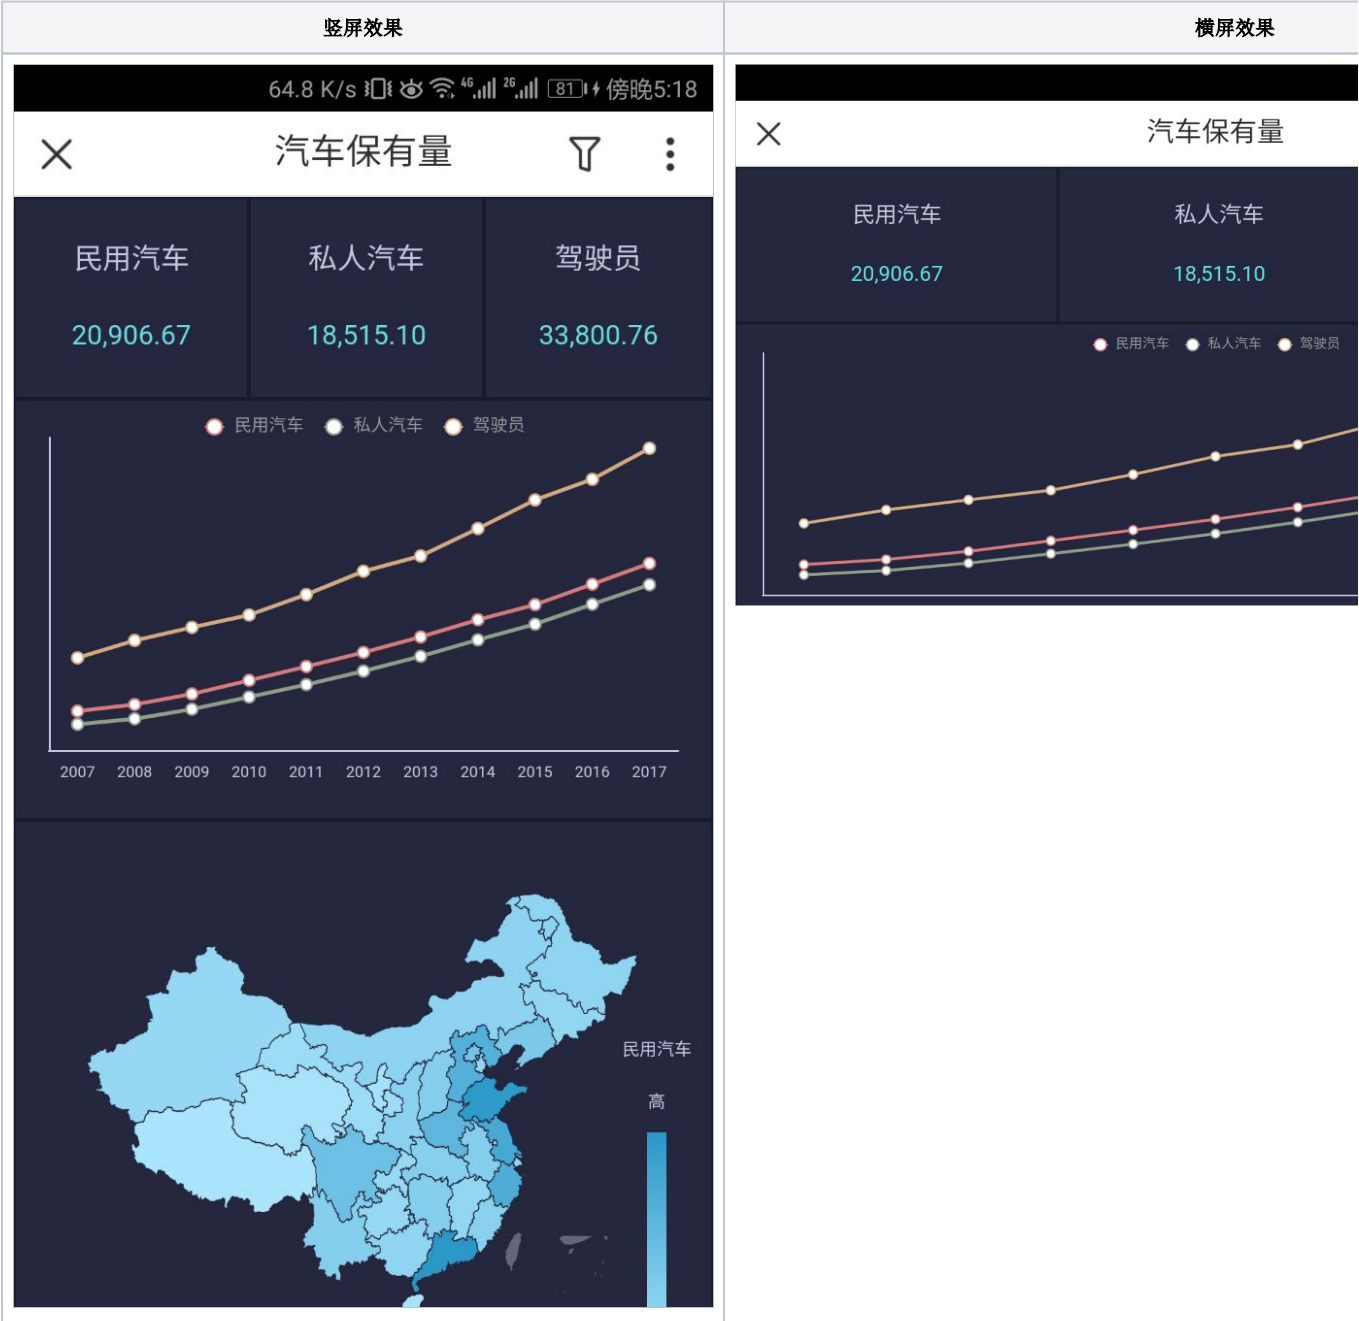 竖屏效果
横屏效果
64.8 K/s 4G 2G 81 傍晚5:18
汽车保有量
民用汽车 私人汽车 驾驶员
20,906.67 18,515.10 33,800.76
民用汽车 私人汽车 驾驶员
2007 2008 2009 2010 2011 2012 2013 2014 2015 2016 2017
民用汽车
高
汽车保有量
民用汽车 私人汽车
20,906.67 18,515.10
民用汽车 私人汽车 驾驶员